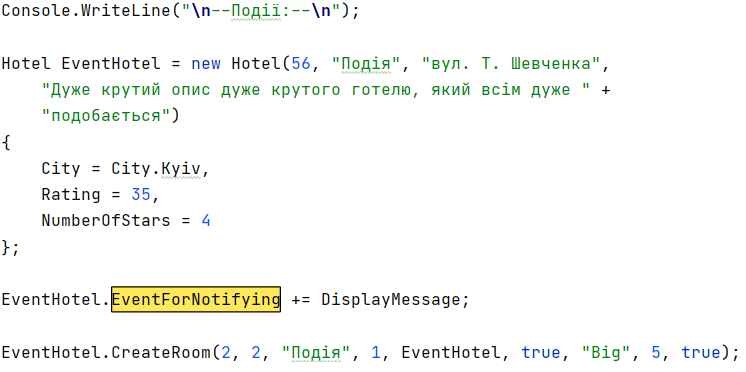 Console.WriteLine("\n--Події:--\n");
Hotel EventHotel = new Hotel(56, "Подія", "вул. Т. Шевченка",
"Дуже крутий опис дуже крутого готелю, який всім дуже " +
"подобається")
{
City = City.Kyiv,
Rating = 35,
NumberOfStars = 4
};
EventHotel.EventForNotifying += DisplayMessage;
EventHotel.CreateRoom(2, 2, "Подія", 1, EventHotel, true, "Big", 5, true);